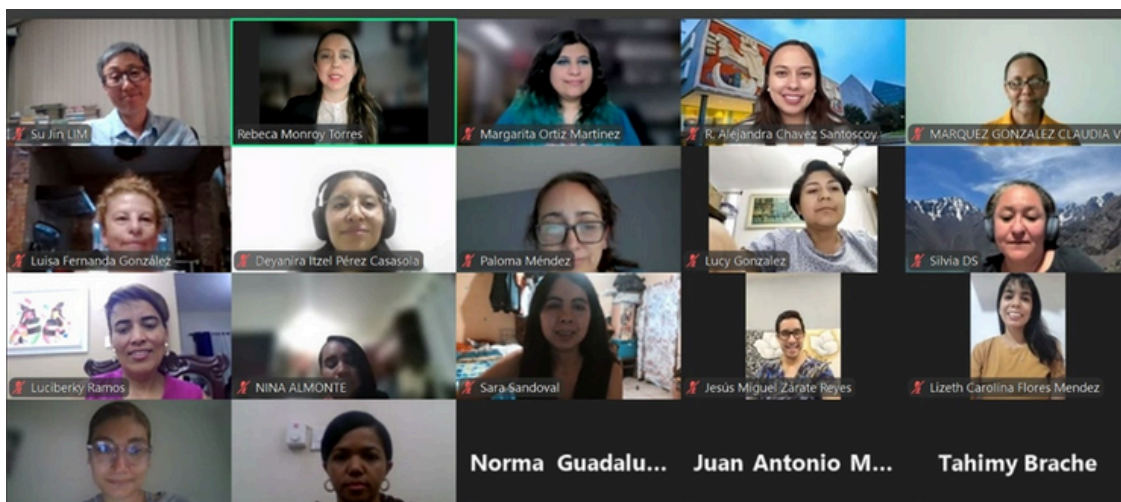 Su Jin LIM
Rebeca Monroy Torres
Margarita Ortiz Martinez
R. Alejandra Chavez Santoscoy
MARQUEZ GONZALEZ CLAUDIA V
Luisa Fernanda González
Deyanira Itzel Pérez Casasola
Paloma Méndez
Lucy Gonzalez
Silvia DS
Luciberky Ramos
NINA ALMONTE
Sara Sandoval
Jesús Miguel Zárate Reyes
Lizeth Carolina Flores Mendez
Norma Guadalu...
Juan Antonio M...
Tahimy Brache